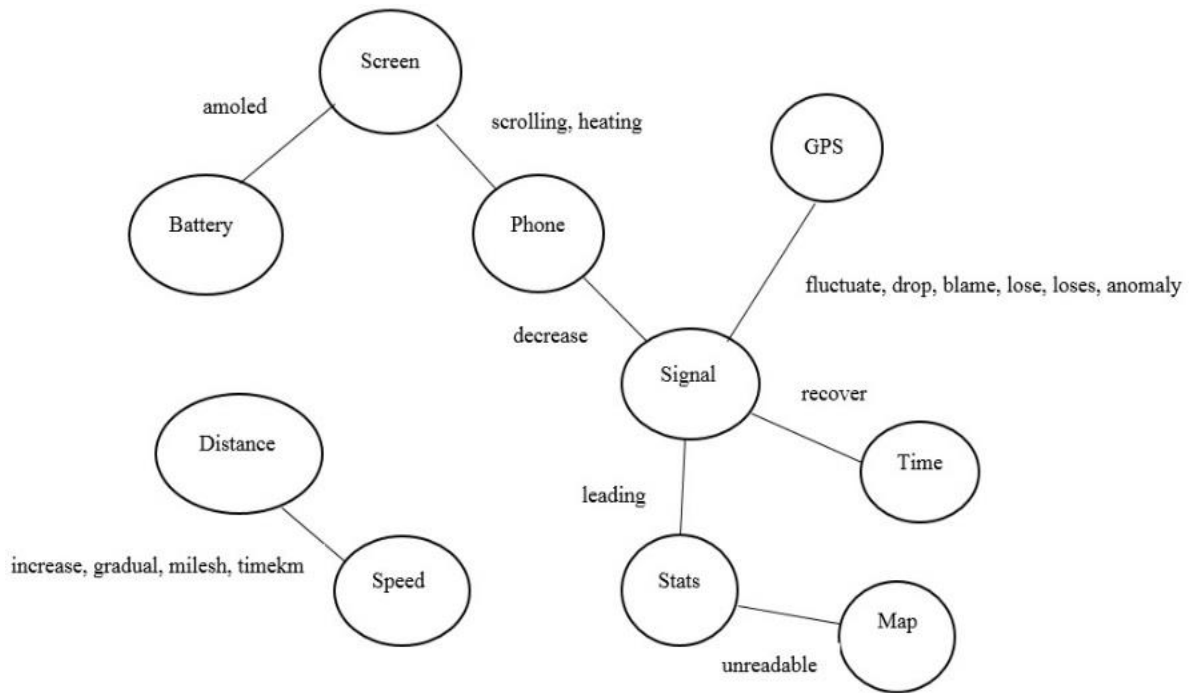 Screen
amoled
scrolling, heating
GPS
Battery
Phone
fluctuate, drop, blame, lose, loses, anomaly
decrease
Signal
recover
Distance
Time
leading
increase, gradual, milesh, timekm
Speed
Stats
Map
unreadable